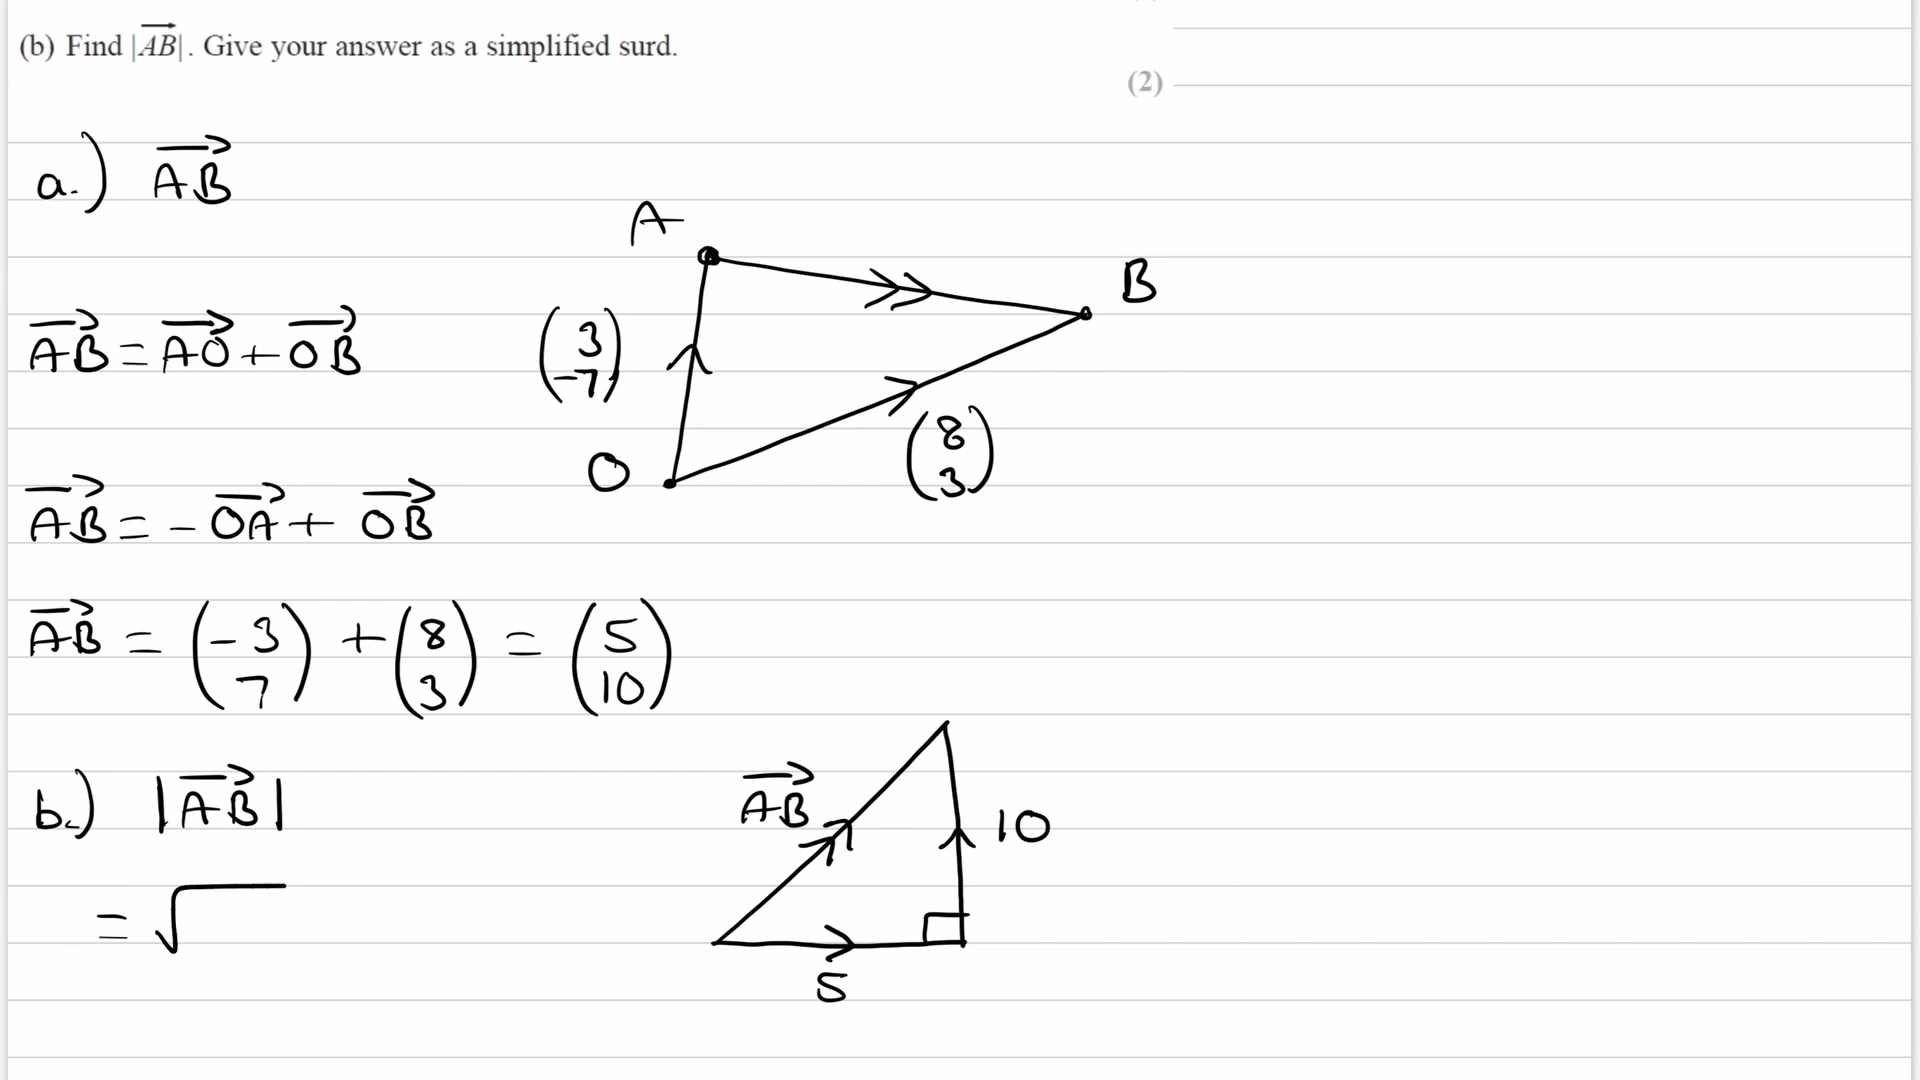 (b) Find |AB|. Give your answer as a simplified surd.
(2)
a.) AB
A
B
AB = AO + OB
(3 -7)
(8 3)
O
AB = - OA + OB
AB = (-3 7) + (8 3) = (5 10)
b.) |AB|
AB
10
= √
5